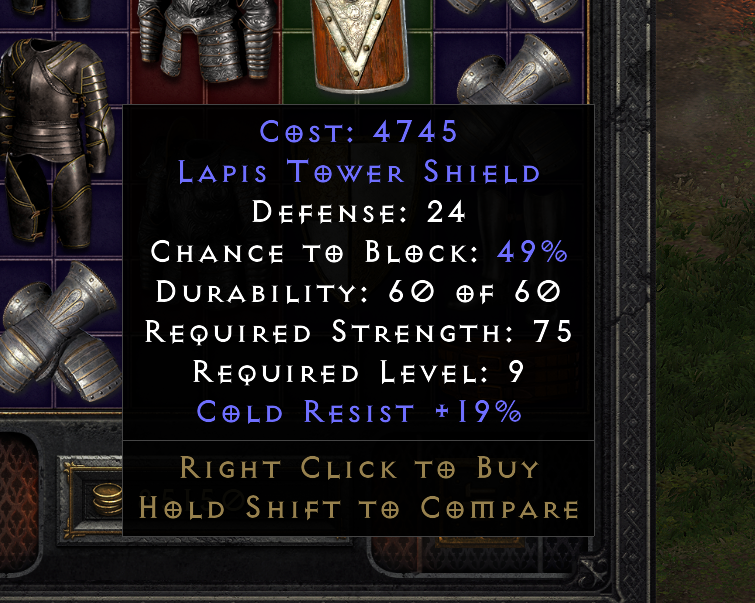 Cost: 4745
Lapis Tower Shield
Defense: 24
Chance to Block: 49%
Durability: 60 of 60
Required Strength: 75
Required Level: 9
Cold Resist +19%
Right Click to Buy
Hold Shift to Compare